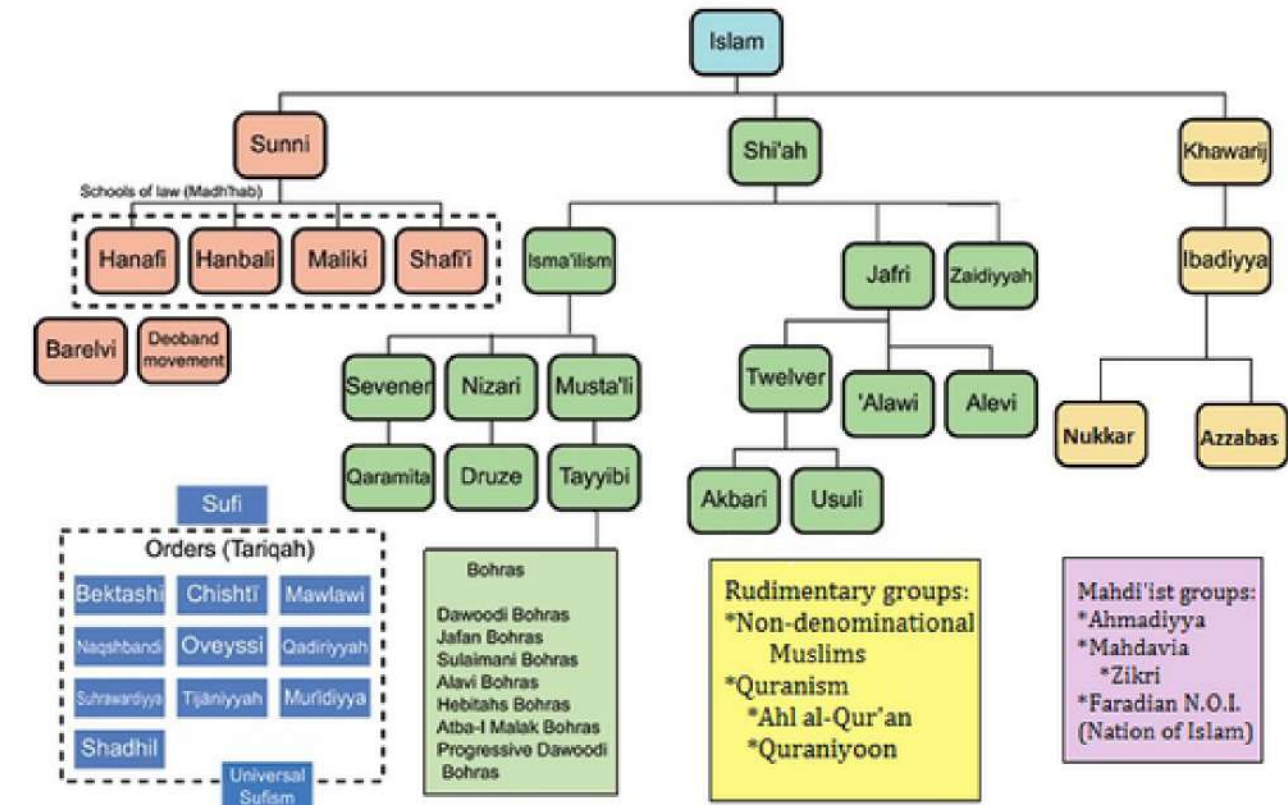 Islam
Sunni
Shi'ah
Khawarij
Schools of law (Madh'hab)
Hanafi
Hanbali
Maliki
Shafi'i
Isma'ilism
Jafri
Zaidiyyah
Ibadiyya
Barelvi
Deoband
movement
Sevener
Nizari
Musta'li
Twelver
'Alawi
Alevi
Nukkar
Azzabas
Qaramita
Druze
Tayyibi
Akbari
Usuli
Sufi
Orders (Tariqah)
Bektashi
Chishtī
Mawlawi
Naqshbandi
Oveyssi
Qadiriyyah
Suhrawardiyya
Tijāniyyah
Murīdiyya
Shadhil
Universal
Sufism
Bohras
Dawoodi Bohras
Jafan Bohras
Sulaimani Bohras
Alavi Bohras
Hebitahs Bohras
Atba-I Malak Bohras
Progressive Dawoodi
Bohras
Rudimentary groups:
*Non-denominational
Muslims
*Quranism
*Ahl al-Qur'an
*Quraniyoon
Mahdi'ist groups:
*Ahmadiyya
*Mahdavia
*Zikri
*Faradian N.O.I.
(Nation of Islam)